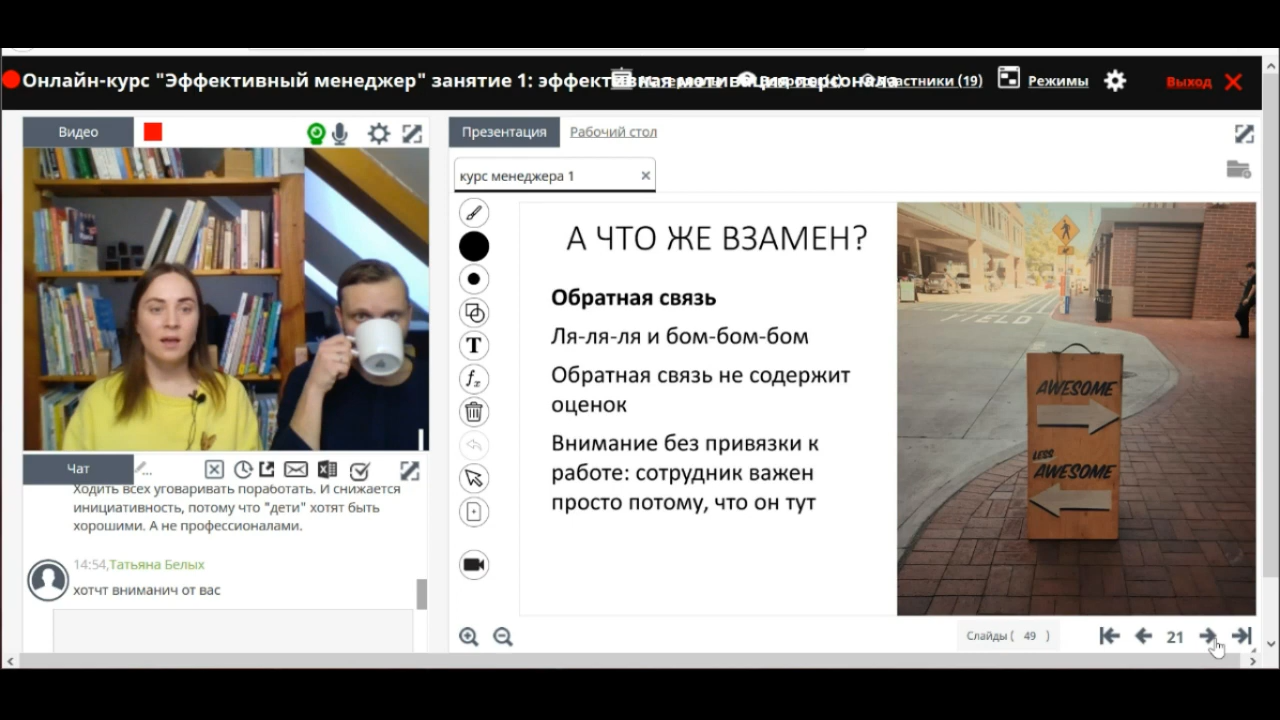 Онлайн-курс "Эффективный менеджер" занятие 1: эффективная мотивация персонала
Участники (19)
Режимы
Выход
Видео
Презентация
Рабочий стол
курс менеджера 1
А ЧТО ЖЕ ВЗАМЕН?
Обратная связь
Ля-ля-ля и бом-бом-бом
Обратная связь не содержит
оценок
Внимание без привязки к
работе: сотрудник важен
просто потому, что он тут
YIELD
AWESOME
LESS
AWESOME
Чат
Ходить всех уговаривать поработать. И снижается
инициативность, потому что "дети" хотят быть
хорошими. А не профессионалами.
14:54,Татьяна Белых
хотчт вниманич от вас
Слайды ( 49 )
21